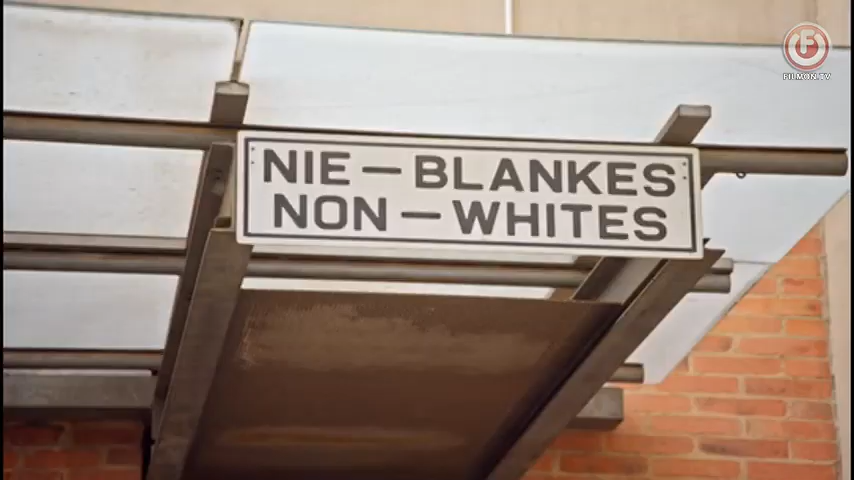 NIE – BLANKES
NON – WHITES
F
FILMON.TV